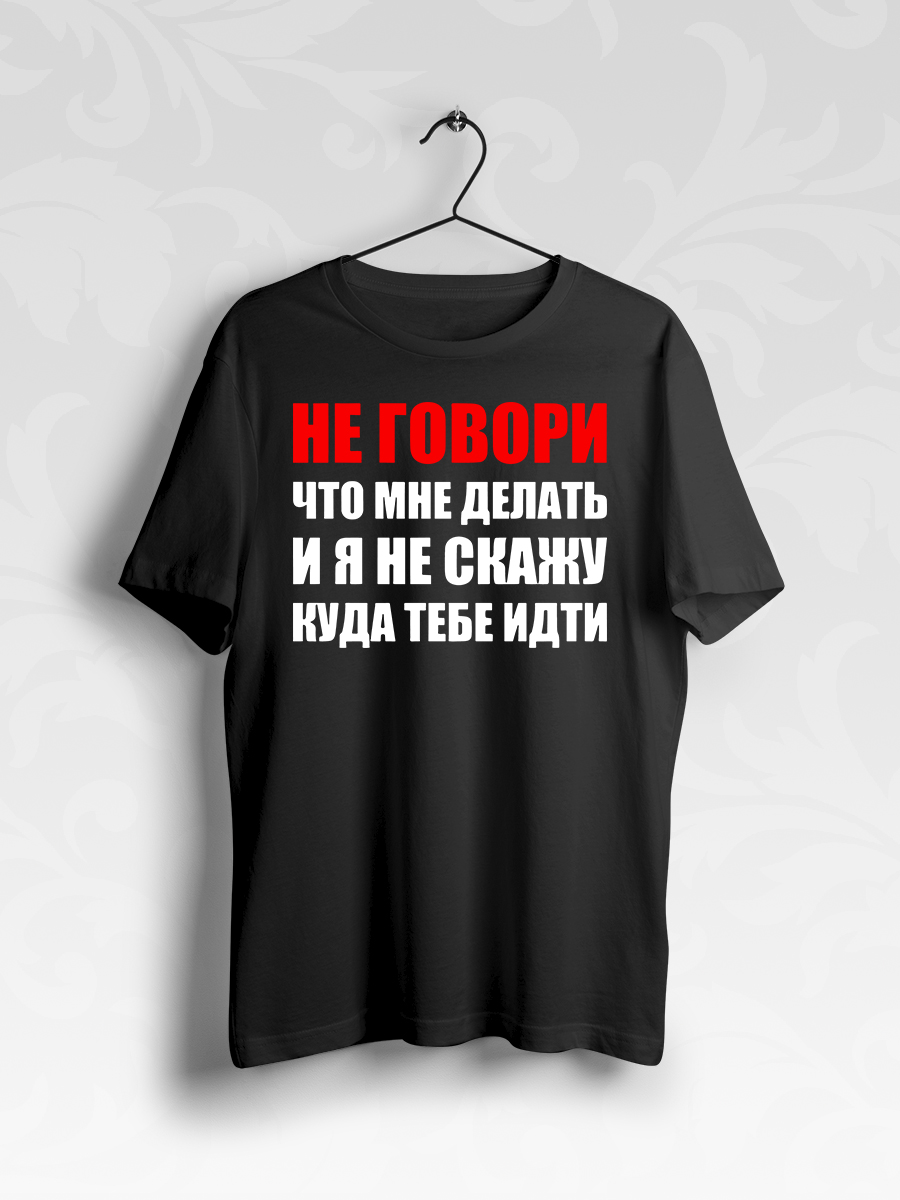 НЕ ГОВОРИ
ЧТО МНЕ ДЕЛАТЬ
И Я НЕ СКАЖУ
КУДА ТЕБЕ ИДТИ